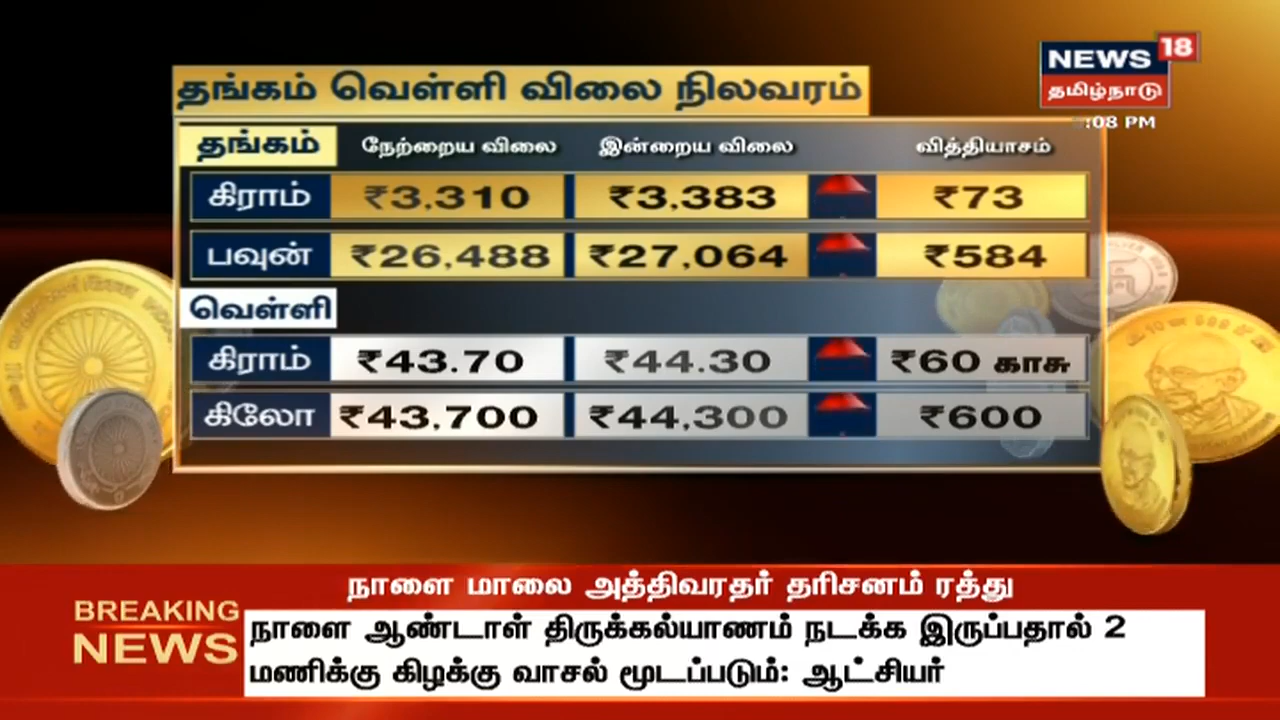 NEWS 18
தமிழ்நாடு
:08 PM
தங்கம் வெள்ளி விலை நிலவரம்
தங்கம் நேற்றைய விலை இன்றைய விலை வித்தியாசம்
கிராம் ₹3,310 ₹3,383 ₹73
பவுன் ₹26,488 ₹27,064 ₹584
வெள்ளி
கிராம் ₹43.70 ₹44.30 ₹60 காசு
கிலோ ₹43,700 ₹44,300 ₹600
நாளை மாலை அத்திவரதர் தரிசனம் ரத்து
BREAKING
NEWS
நாளை ஆண்டாள் திருக்கல்யாணம் நடக்க இருப்பதால் 2
மணிக்கு கிழக்கு வாசல் மூடப்படும்: ஆட்சியர்